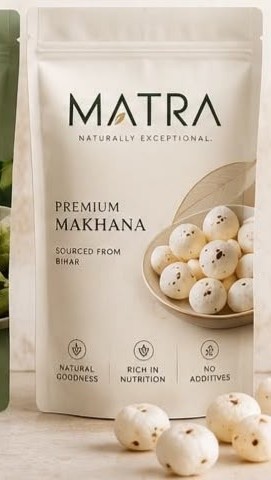 MATRA
NATURALLY EXCEPTIONAL.
PREMIUM
MAKHANA
SOURCED FROM
BIHAR
NATURAL
GOODNESS
RICH IN
NUTRITION
NO
ADDITIVES